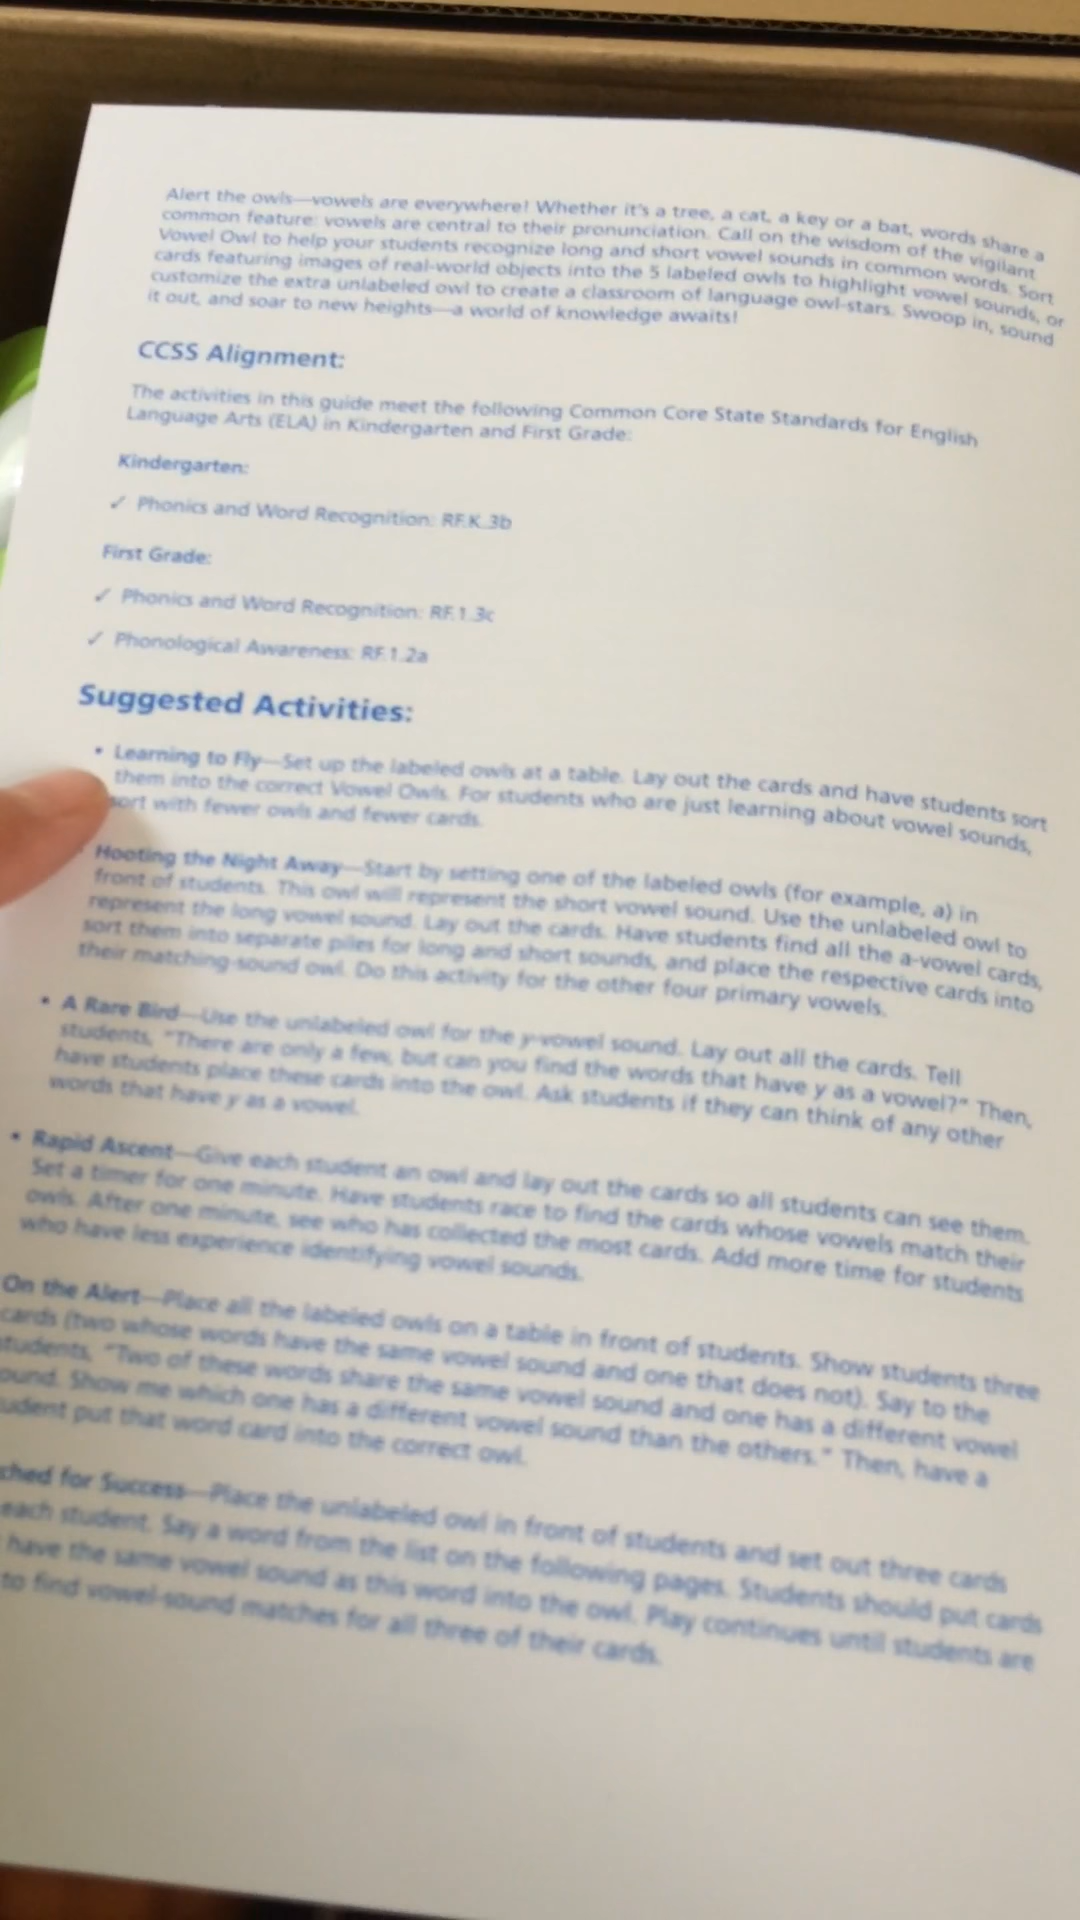 Alert the owls—vowels are everywhere! Whether it's a tree, a cat, a key or a bat, words share a
common feature: vowels are central to their pronunciation. Call on the wisdom of the vigilant
Vowel Owl to help your students recognize long and short vowel sounds in common words. Sort
cards featuring images of real-world objects into the 5 labeled owls to highlight vowel sounds, or
customize the extra unlabeled owl to create a classroom of language owl-stars. Swoop in, sound
it out, and soar to new heights—a world of knowledge awaits!
CCSS Alignment:
The activities in this guide meet the following Common Core State Standards for English
Language Arts (ELA) in Kindergarten and First Grade:
Kindergarten:
✓ Phonics and Word Recognition: RF.K.3b
First Grade:
✓ Phonics and Word Recognition: RF.1.3c
✓ Phonological Awareness: RF.1.2a
Suggested Activities:
• Learning to Fly—Set up the labeled owls at a table. Lay out the cards and have students sort
them into the correct Vowel Owls. For students who are just learning about vowel sounds,
sort with fewer owls and fewer cards.
Hooting the Night Away—Start by setting one of the labeled owls (for example, a) in
front of students. This owl will represent the short vowel sound. Use the unlabeled owl to
represent the long vowel sound. Lay out the cards. Have students find all the a-vowel cards,
sort them into separate piles for long and short sounds, and place the respective cards into
their matching-sound owl. Do this activity for the other four primary vowels.
• A Rare Bird—Use the unlabeled owl for the y-vowel sound. Lay out all the cards. Tell
students, "There are only a few, but can you find the words that have y as a vowel?" Then,
have students place these cards into the owl. Ask students if they can think of any other
words that have y as a vowel.
• Rapid Ascent—Give each student an owl and lay out the cards so all students can see them.
Set a timer for one minute. Have students race to find the cards whose vowels match their
owls. After one minute, see who has collected the most cards. Add more time for students
who have less experience identifying vowel sounds.
On the Alert—Place all the labeled owls on a table in front of students. Show students three
cards (two whose words have the same vowel sound and one that does not). Say to the
students, "Two of these words share the same vowel sound and one has a different vowel
ound. Show me which one has a different vowel sound than the others." Then, have a
udent put that word card into the correct owl.
ched for Success—Place the unlabeled owl in front of students and set out three cards
each student. Say a word from the list on the following pages. Students should put cards
have the same vowel sound as this word into the owl. Play continues until students are
to find vowel-sound matches for all three of their cards.